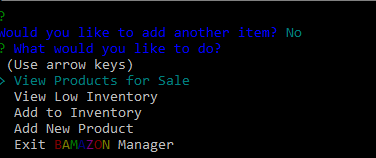 ?
Would you like to add another item? No
? What would you like to do?
(Use arrow keys)
> View Products for Sale
View Low Inventory
Add to Inventory
Add New Product
Exit BAMAZON Manager